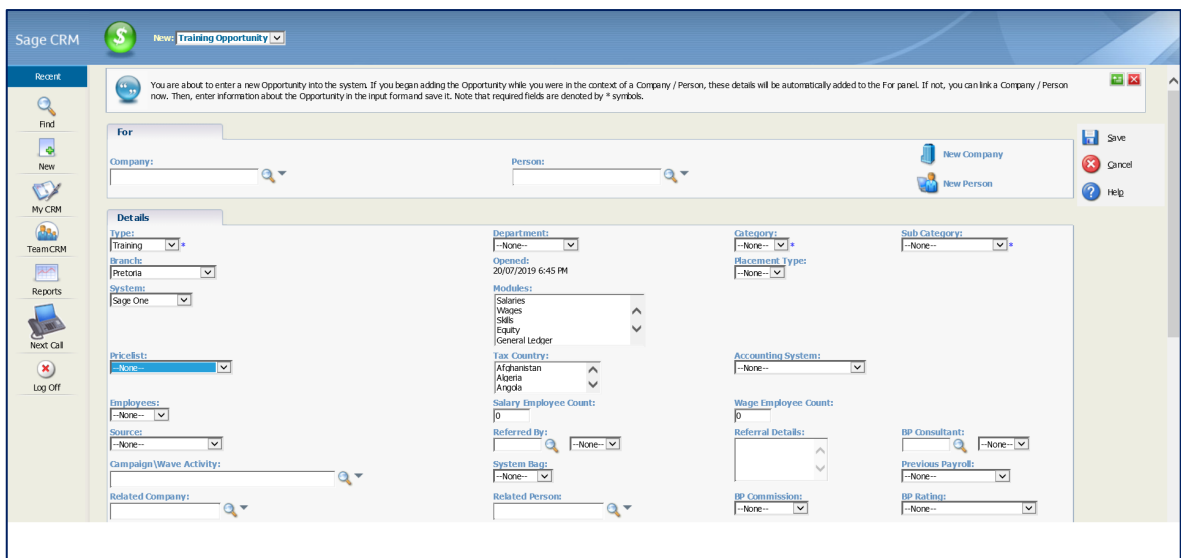 Sage CRM
New: Training Opportunity
Recent
Find
New
My CRM
Team CRM
Reports
Next Call
Log Off
You are about to enter a new Opportunity into the system. If you began adding the Opportunity while you were in the context of a Company / Person, these details will be automatically added to the For panel. If not, you can link a Company / Person
now. Then, enter information about the Opportunity in the input form and save it. Note that required fields are denoted by * symbols.
Save
Cancel
Help
For
Company: Person: New Company
New Person
Details
Type: Department: Category: Sub Category:
Training * --None-- --None-- * --None-- *
Branch: Opened: Placement Type:
Pretoria 20/07/2019 6:45 PM --None--
System: Modules:
Sage One Salaries
Wages
Skills
Equity
General Ledger
Pricelist: Tax Country: Accounting System:
--None-- Afghanistan --None--
Algeria
Angola
Employees: Salary Employee Count: Wage Employee Count:
--None-- 0 0
Source: Referred By: Referral Details: BP Consultant:
--None-- --None-- --None--
Campaign\Wave Activity: System Bag: Previous Payroll:
--None-- --None--
Related Company: Related Person: BP Commission: BP Rating:
--None-- --None--